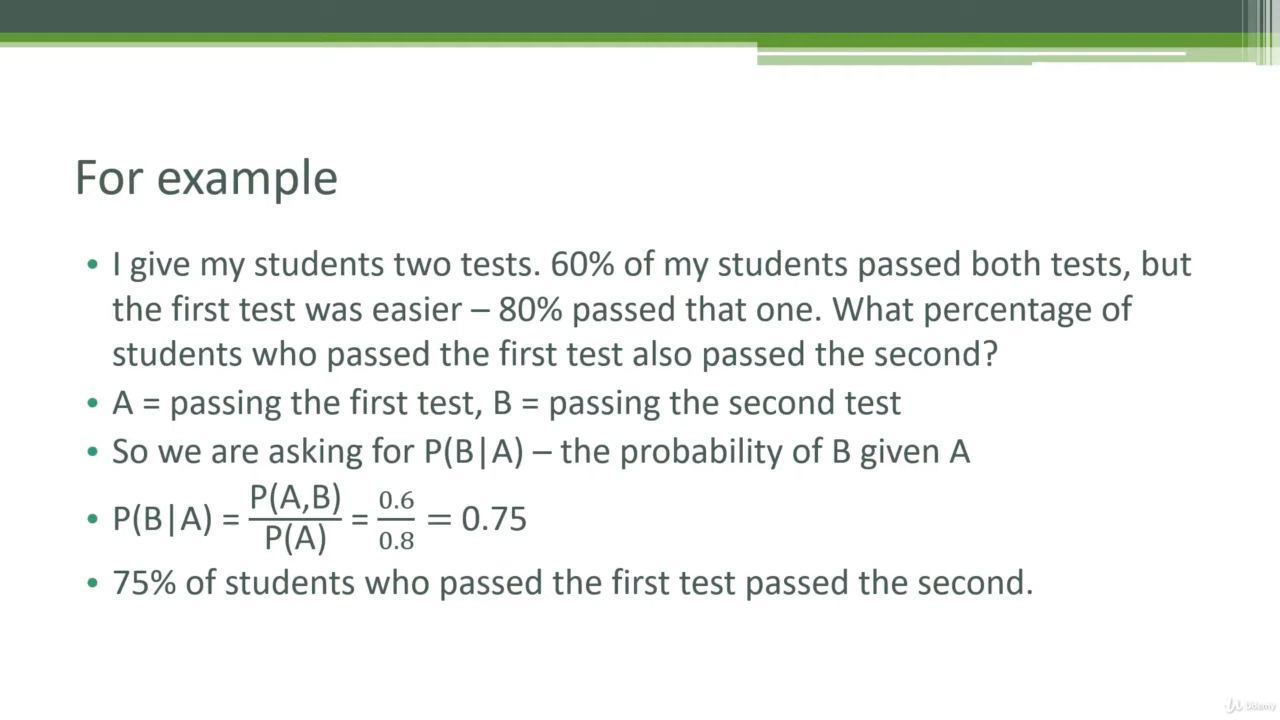 For example
• I give my students two tests. 60% of my students passed both tests, but
the first test was easier – 80% passed that one. What percentage of
students who passed the first test also passed the second?
• A = passing the first test, B = passing the second test
• So we are asking for P(B|A) – the probability of B given A
• P(B|A) = P(A,B)/P(A) = 0.6/0.8 = 0.75
• 75% of students who passed the first test passed the second.
Udemy